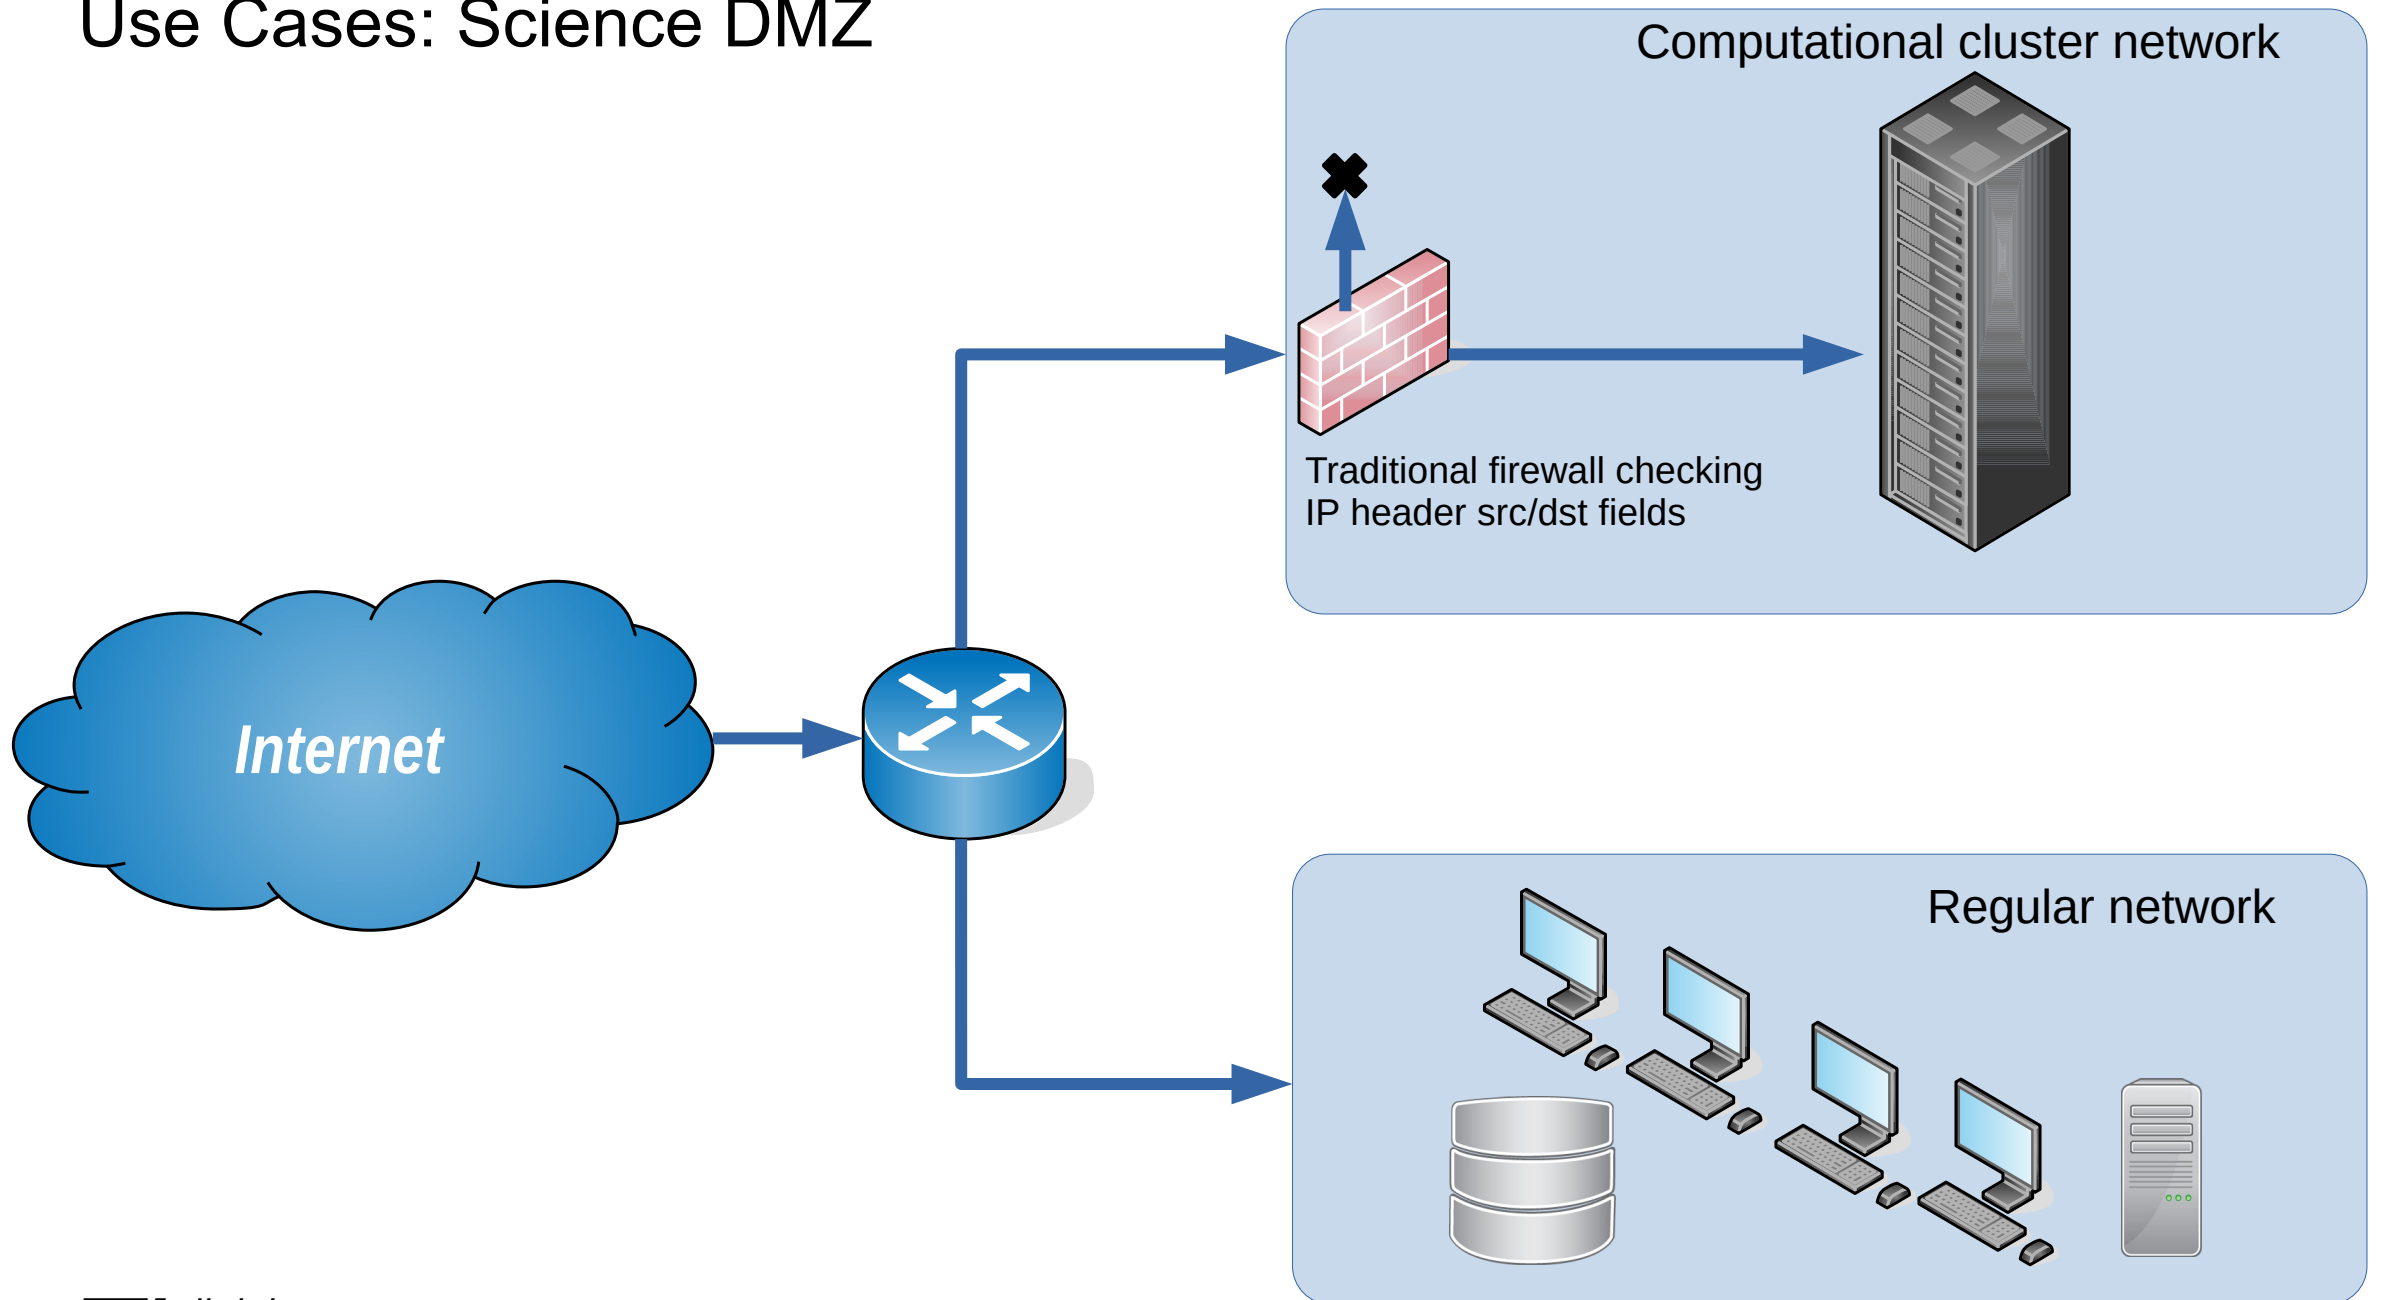 Use Cases: Science DMZ
Computational cluster network
Traditional firewall checking
IP header src/dst fields
Internet
Regular network